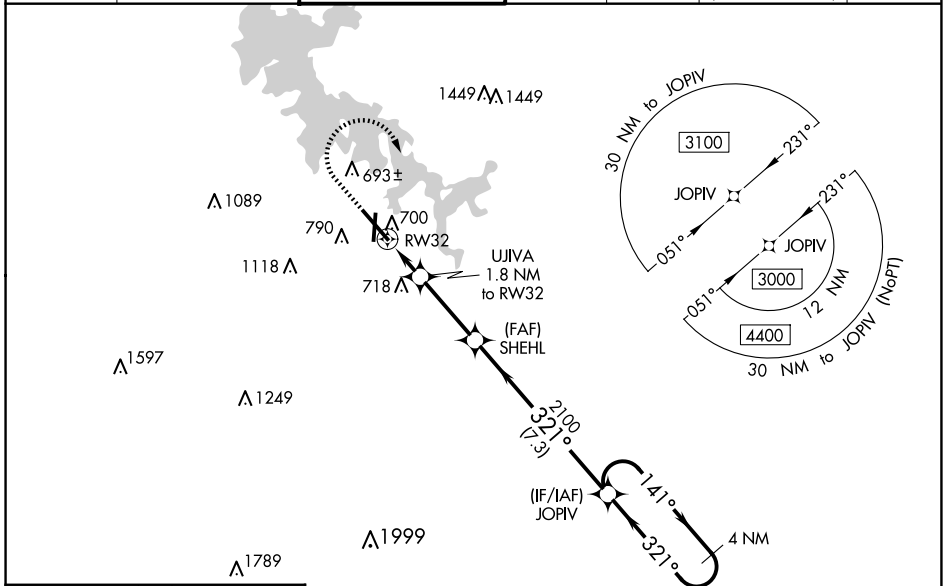 1449 1449
30 NM to JOPIV
3100
231°
JOPIV
051°
693±
1089
790
700
RW32
1118
718
UJIVA
1.8 NM
to RW32
231°
JOPIV
3000
051°
12 NM
4400
30 NM to JOPIV (NoPT)
(FAF)
SHEHL
1597
1249
2100
321°
(7.3)
(IF/IAF)
JOPIV
141°
321°
4 NM
1999
1789